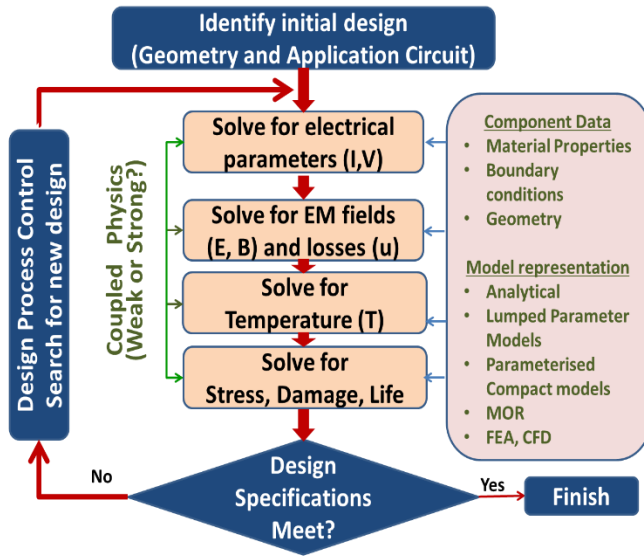 Identify initial design
(Geometry and Application Circuit)
Solve for electrical
parameters (I,V)
Solve for EM fields
(E, B) and losses (u)
Solve for
Temperature (T)
Solve for
Stress, Damage, Life
Design
Specifications
Meet?
No
Yes
Finish
Design Process Control
Search for new design
Coupled Physics
(Weak or Strong?)
Component Data
• Material Properties
• Boundary
conditions
• Geometry
Model representation
• Analytical
• Lumped Parameter
Models
• Parameterised
Compact models
• MOR
• FEA, CFD